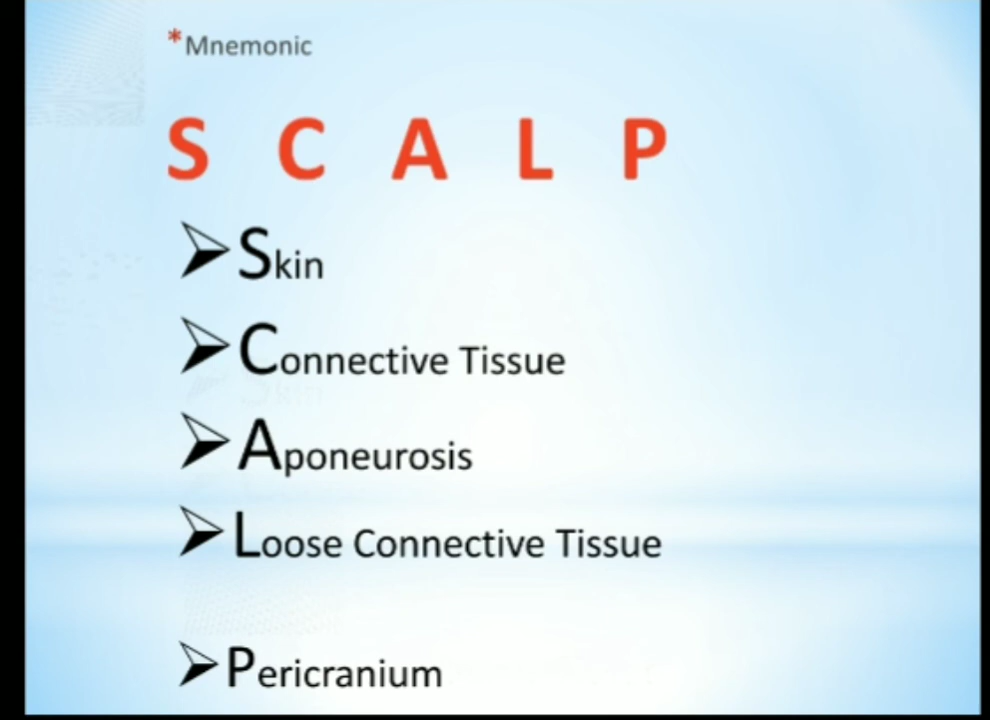 *Mnemonic
S C A L P
Skin
Connective Tissue
Aponeurosis
Loose Connective Tissue
Pericranium